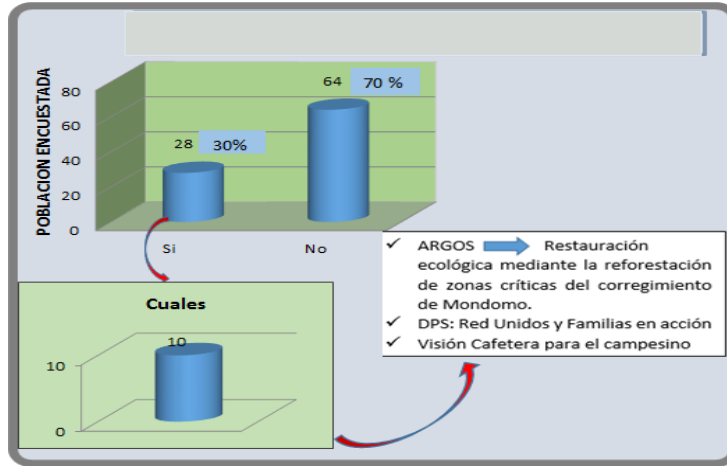 64 70 %
28 30%
POBLACION ENCUESTADA
80
60
40
20
0
Si No
Cuales
10
10
0
✓ ARGOS Restauración
ecológica mediante la reforestación
de zonas críticas del corregimiento
de Mondomo.
✓ DPS: Red Unidos y Familias en acción
✓ Visión Cafetera para el campesino